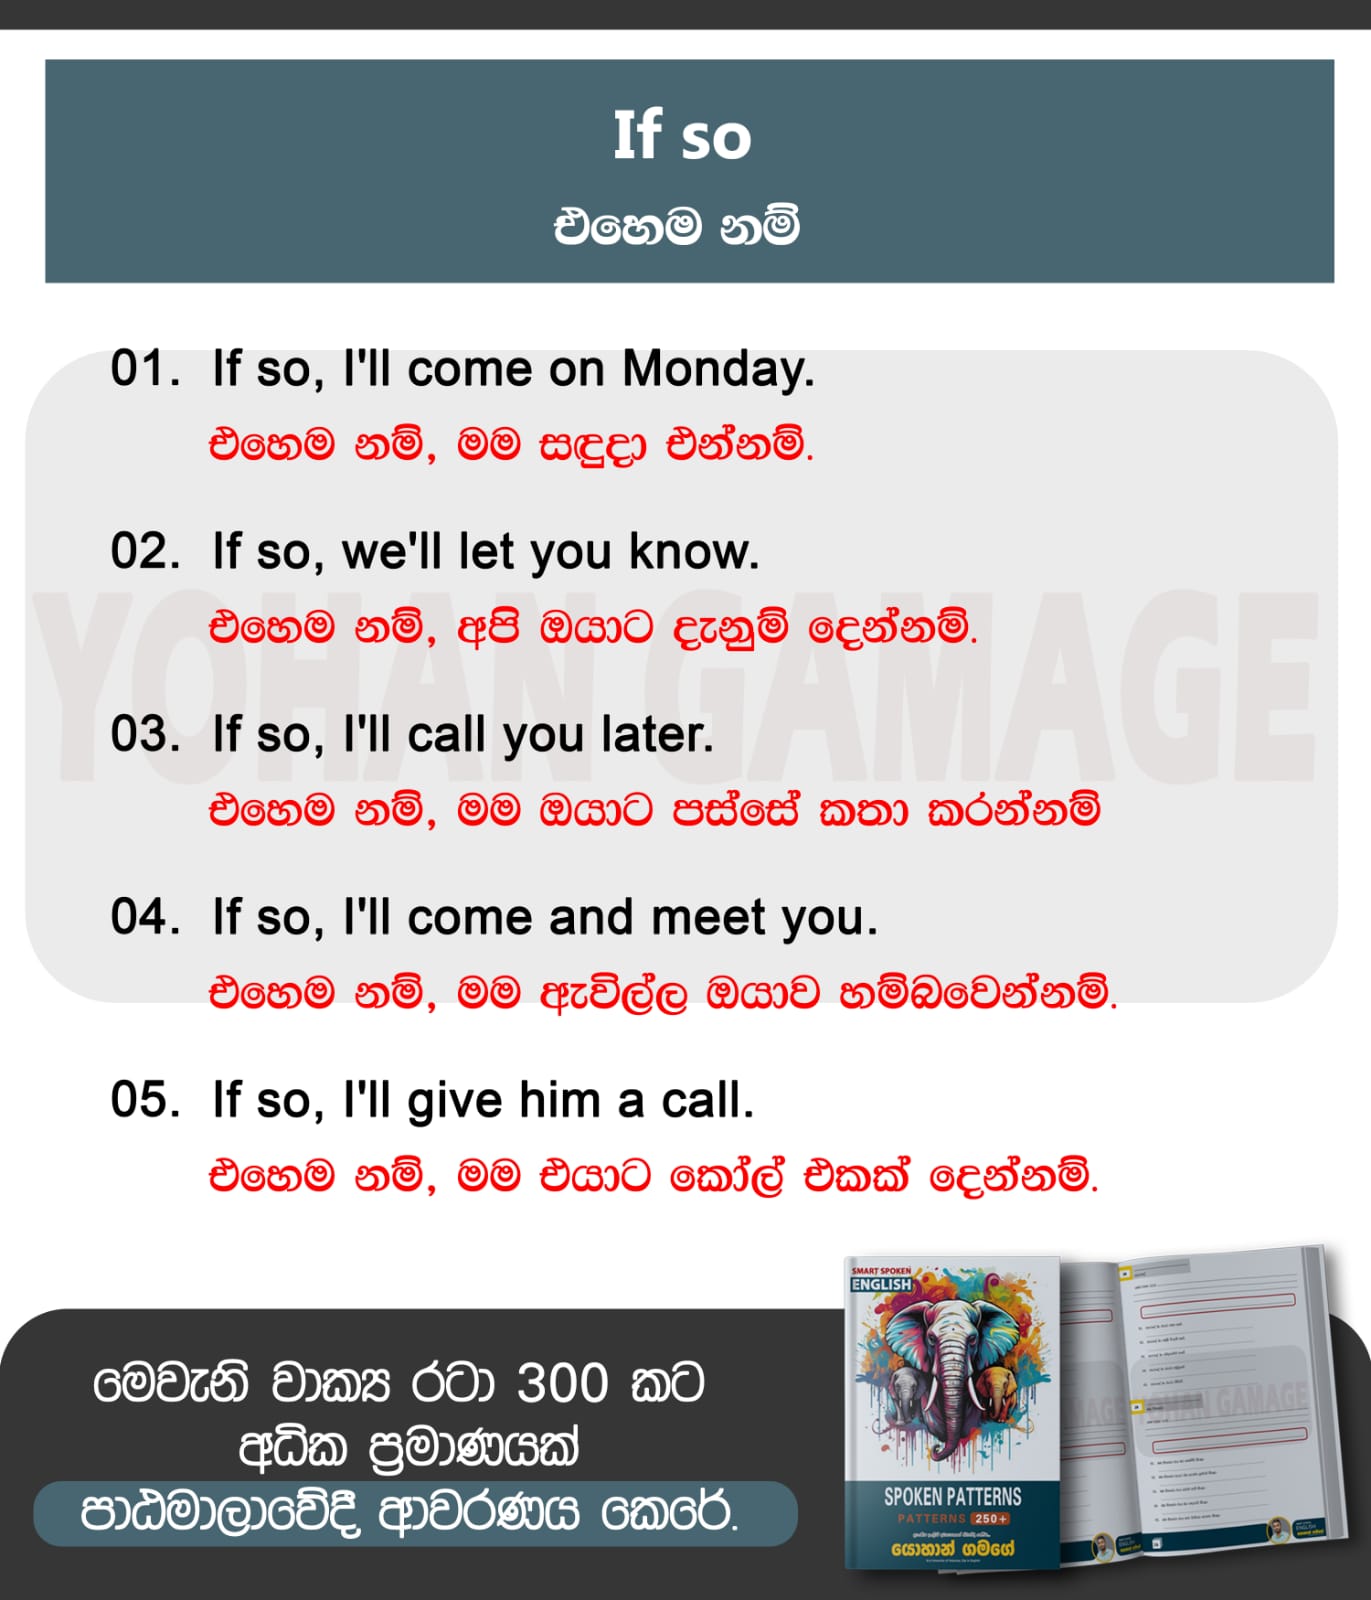 If so
එහෙම නම්
01. If so, I'll come on Monday.
එහෙම නම්, මම සඳුදා එන්නම්.
02. If so, we'll let you know.
එහෙම නම්, අපි ඔයාට දැනුම් දෙන්නම්.
03. If so, I'll call you later.
එහෙම නම්, මම ඔයාට පස්සේ කතා කරන්නම්
04. If so, I'll come and meet you.
එහෙම නම්, මම ඇවිල්ල ඔයාව හම්බවෙන්නම්.
05. If so, I'll give him a call.
එහෙම නම්, මම එයාට කෝල් එකක් දෙන්නම්.
YOHAN GAMAGE
මෙවැනි වාක්‍ය රටා 300 කට
අධික ප්‍රමාණයක්
පාඨමාලාවේදී ආවරණය කෙරේ.
SMART SPOKEN
ENGLISH
SPOKEN PATTERNS
PATTERNS 250+
යොහාන් ගමගේ
YOHAN GAMAGE